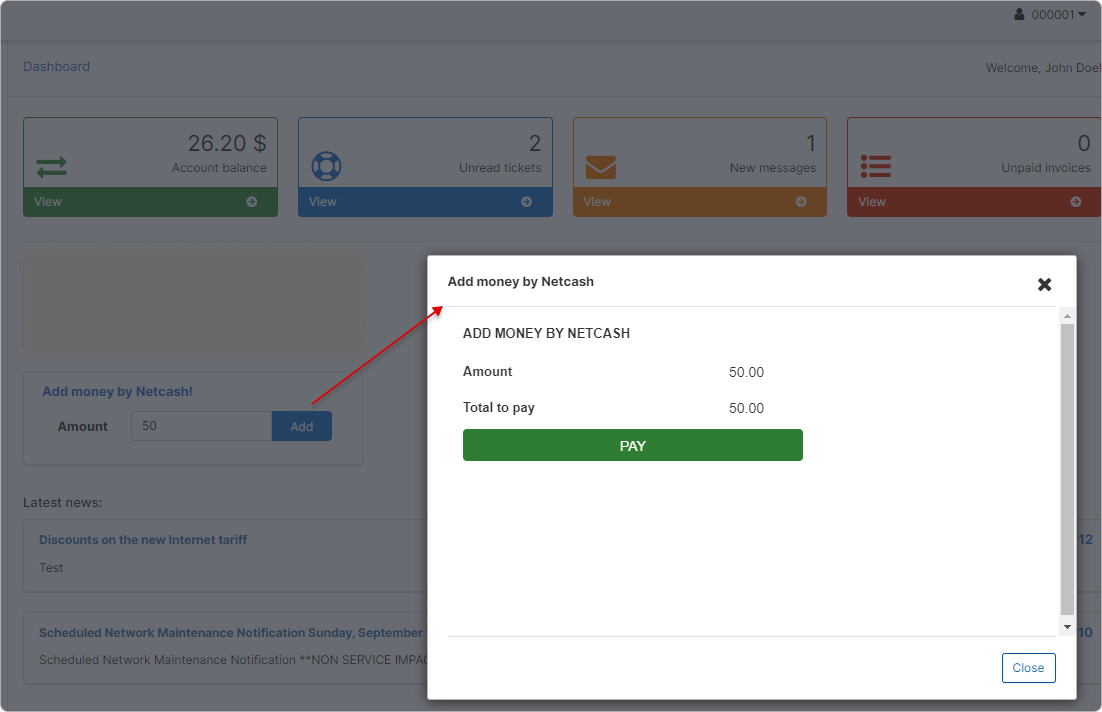 000001
Dashboard
Welcome, John Doe!
26.20 $
Account balance
View
2
Unread tickets
View
1
New messages
View
0
Unpaid invoices
View
Add money by Netcash!
Amount
50
Add
Latest news:
Discounts on the new Internet tariff
12
Test
Scheduled Network Maintenance Notification Sunday, September
10
Scheduled Network Maintenance Notification **NON SERVICE IMPAC
Add money by Netcash
ADD MONEY BY NETCASH
Amount 50.00
Total to pay 50.00
PAY
Close